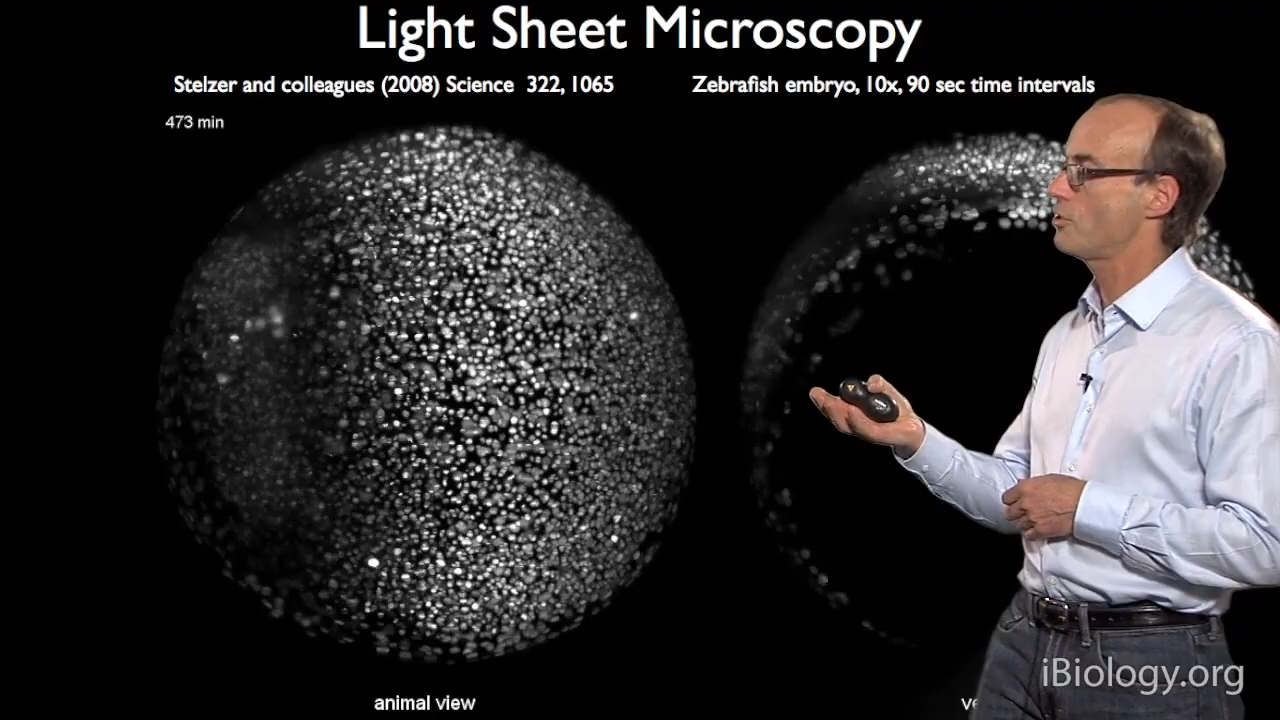 Light Sheet Microscopy
Stelzer and colleagues (2008) Science 322, 1065
Zebrafish embryo, 10x, 90 sec time intervals
473 min
animal view
iBiology.org